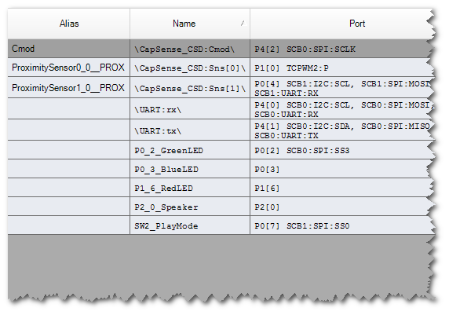 Alias Name / Port
Cmod \CapSense_CSD:Cmod\ P4[2] SCB0:SPI:SCLK
ProximitySensor0_0__PROX \CapSense_CSD:Sns[0]\ P1[0] TCPWM2:P
ProximitySensor1_0__PROX \CapSense_CSD:Sns[1]\ P0[4] SCB1:I2C:SCL, SCB1:SPI:MOSI
SCB1:UART:RX
\UART:rx\ P4[0] SCB0:I2C:SCL, SCB0:SPI:MOSI
SCB0:UART:RX
\UART:tx\ P4[1] SCB0:I2C:SDA, SCB0:SPI:MISO
SCB0:UART:TX
P0_2_GreenLED P0[2] SCB0:SPI:SS3
P0_3_BlueLED P0[3]
P1_6_RedLED P1[6]
P2_0_Speaker P2[0]
SW2_PlayMode P0[7] SCB1:SPI:SS0